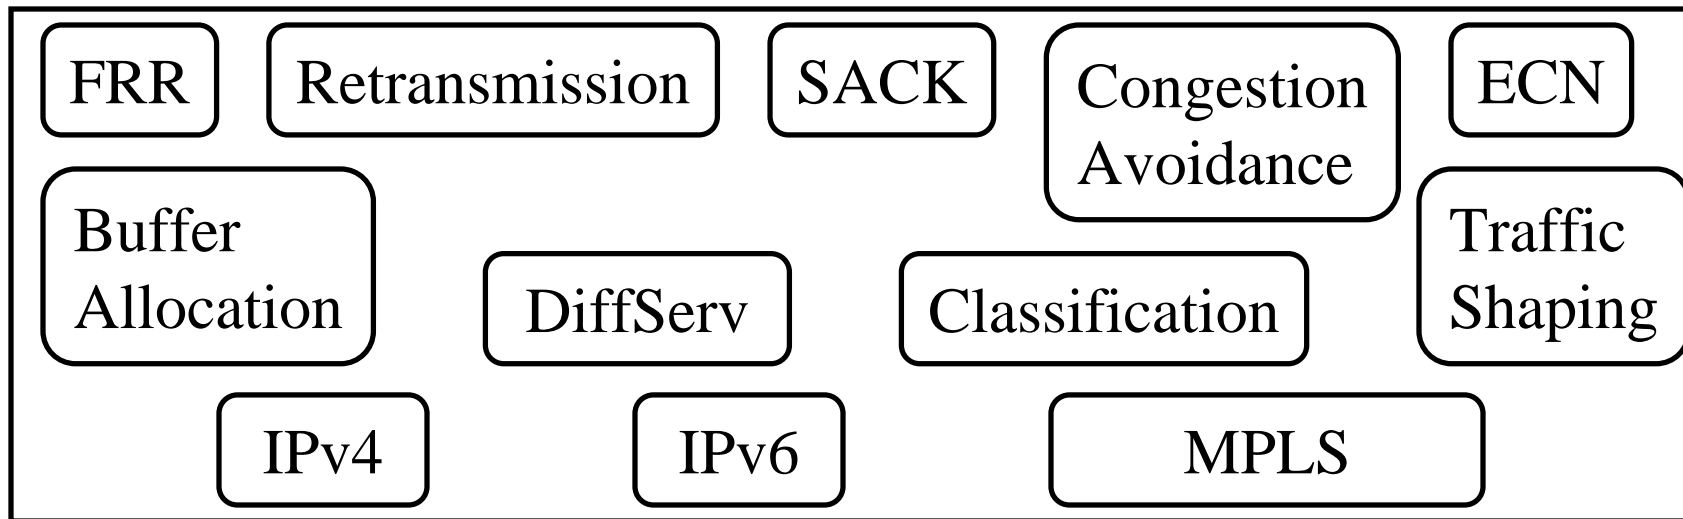 FRR
Retransmission
SACK
Congestion
Avoidance
ECN
Buffer
Allocation
DiffServ
Classification
Traffic
Shaping
IPv4
IPv6
MPLS